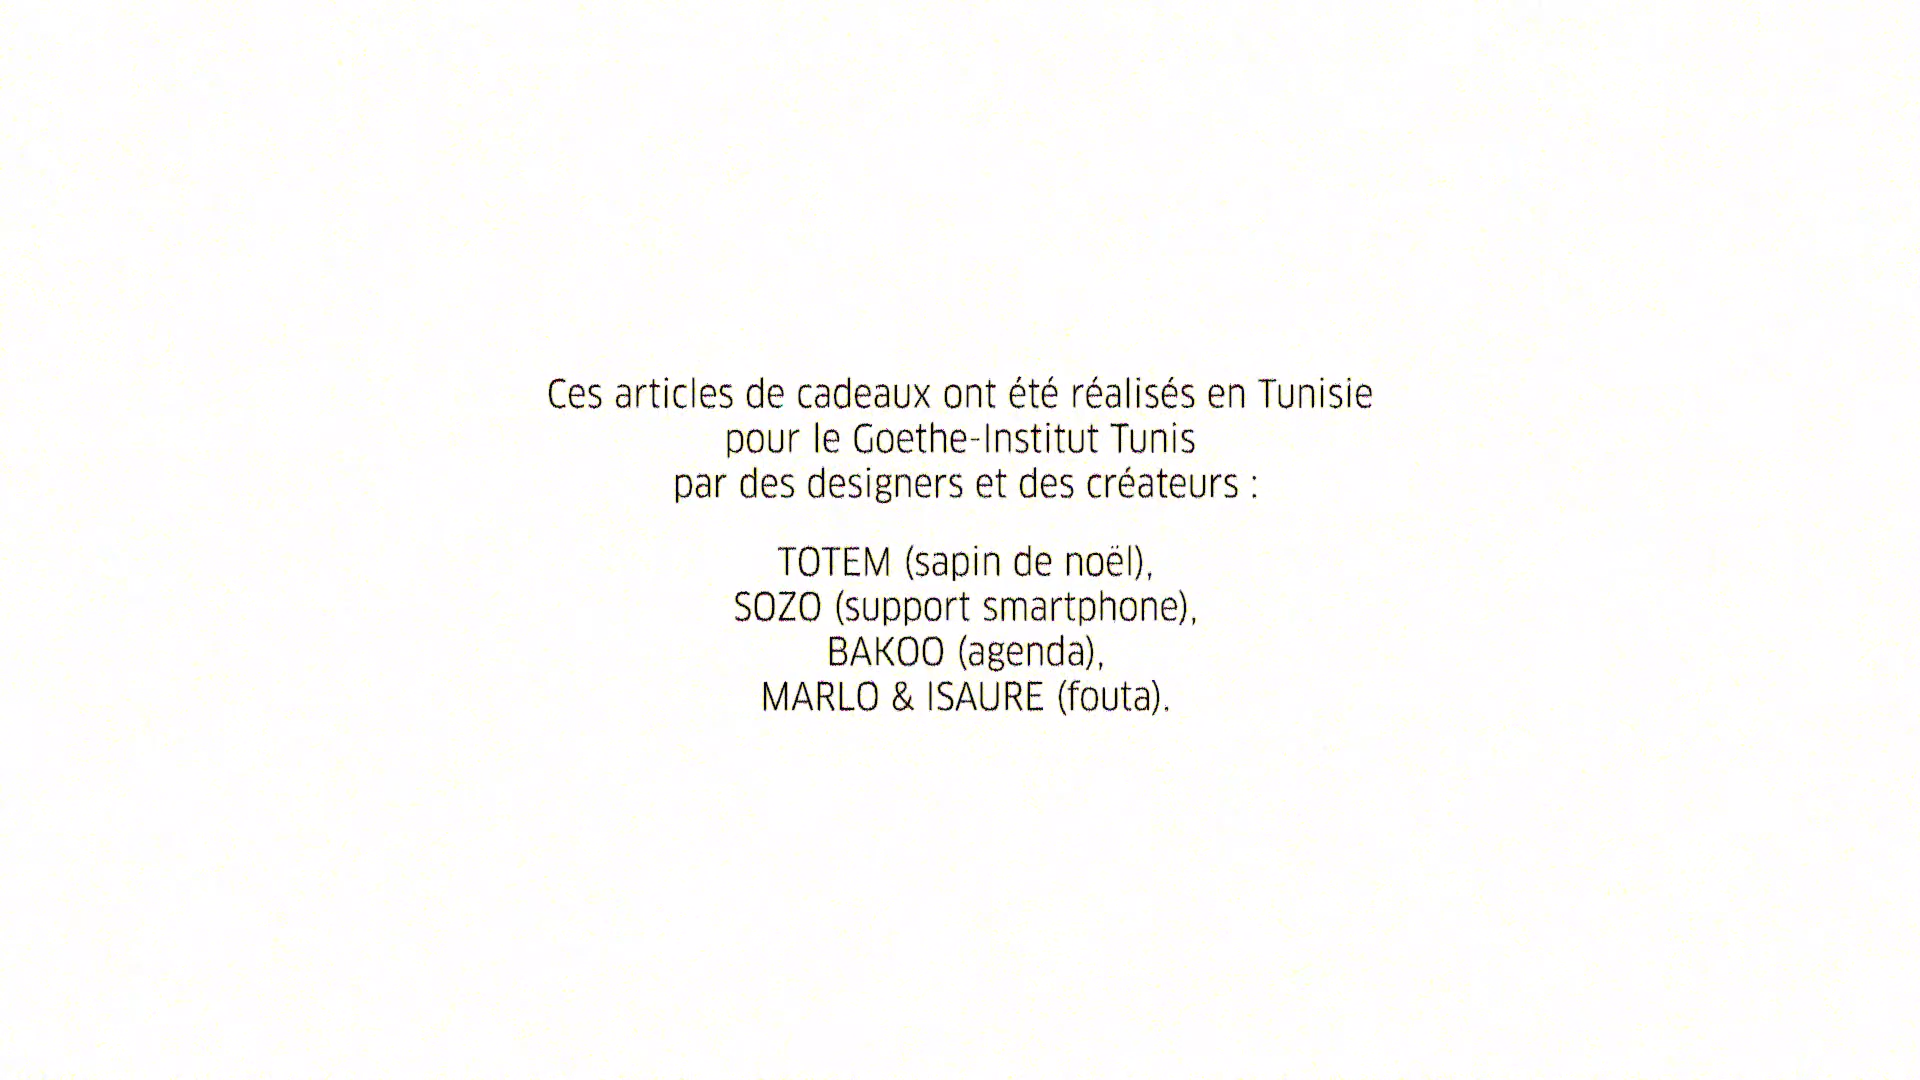 Ces articles de cadeaux ont été réalisés en Tunisie
pour le Goethe-Institut Tunis
par des designers et des créateurs :
TOTEM (sapin de noël),
SOZO (support smartphone),
BAKOO (agenda),
MARLO & ISAURE (fouta).